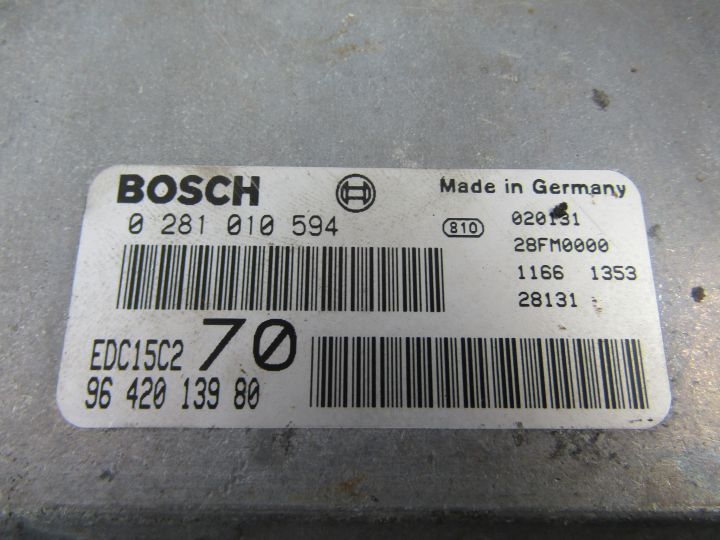 BOSCH
Made in Germany
0 281 010 594
810
020131
28FM0000
1166 1353
28131
EDC15C2 70
96 420 139 80